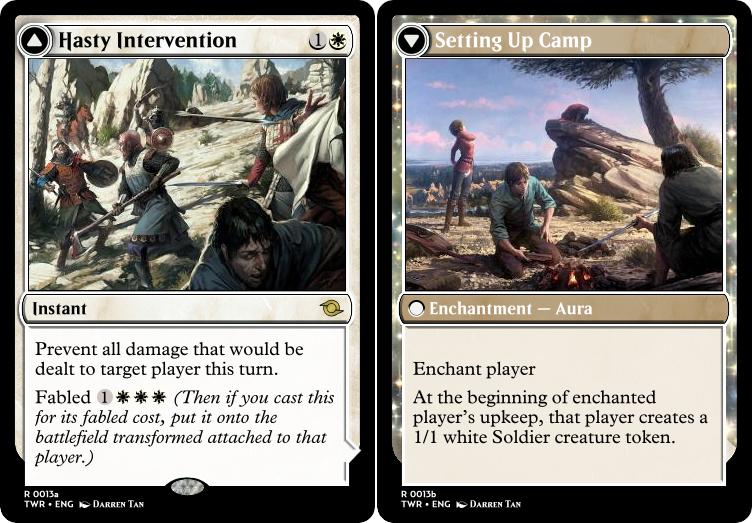 Hasty Intervention
1
Instant
Prevent all damage that would be
dealt to target player this turn.
Fabled 1 (Then if you cast this
for its fabled cost, put it onto the
battlefield transformed attached to that
player.)
R 0013a
TWR • ENG DARREN TAN
Setting Up Camp
Enchantment — Aura
Enchant player
At the beginning of enchanted
player's upkeep, that player creates a
1/1 white Soldier creature token.
R 0013b
TWR • ENG DARREN TAN